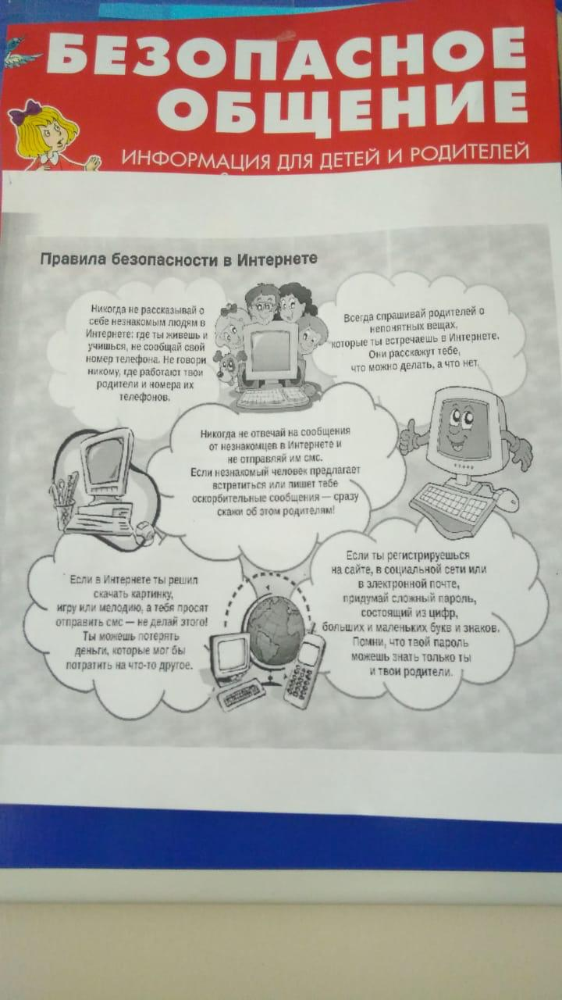 БЕЗОПАСНОЕ
ОБЩЕНИЕ
ИНФОРМАЦИЯ ДЛЯ ДЕТЕЙ И РОДИТЕЛЕЙ
Правила безопасности в Интернете
Никогда не рассказывай о
себе незнакомым людям в
Интернете: где ты живешь и
учишься, не сообщай свой
номер телефона. Не говори
никому, где работают твои
родители и номера их
телефонов.
Всегда спрашивай родителей о
непонятных вещах,
которые ты встречаешь в Интернете.
Они расскажут тебе,
что можно делать, а что нет.
Никогда не отвечай на сообщения
от незнакомцев в Интернете и
не отправляй им смс.
Если незнакомый человек предлагает
встретиться или пишет тебе
оскорбительные сообщения — сразу
скажи об этом родителям!
Если в Интернете ты решил
скачать картинку,
игру или мелодию, а тебя просят
отправить смс — не делай этого!
Ты можешь потерять
деньги, которые мог бы
потратить на что-то другое.
Если ты регистрируешься
на сайте, в социальной сети или
в электронной почте,
придумай сложный пароль,
состоящий из цифр,
больших и маленьких букв и знаков.
Помни, что твой пароль
можешь знать только ты
и твои родители.